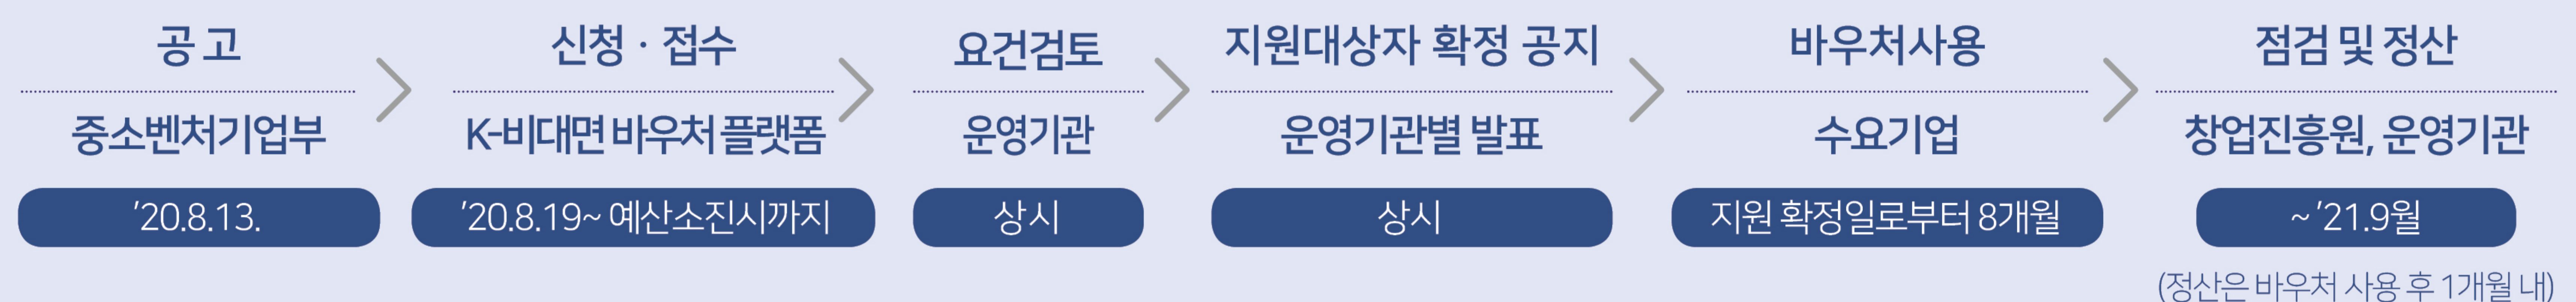 공 고
중소벤처기업부
'20.8.13.
신청 · 접수
K-비대면 바우처 플랫폼
'20.8.19~ 예산소진시까지
요건검토
운영기관
상시
지원대상자 확정 공지
운영기관별 발표
상시
바우처사용
수요기업
지원 확정일로부터 8개월
점검 및 정산
창업진흥원, 운영기관
~ '21.9월
(정산은 바우처 사용 후 1개월 내)